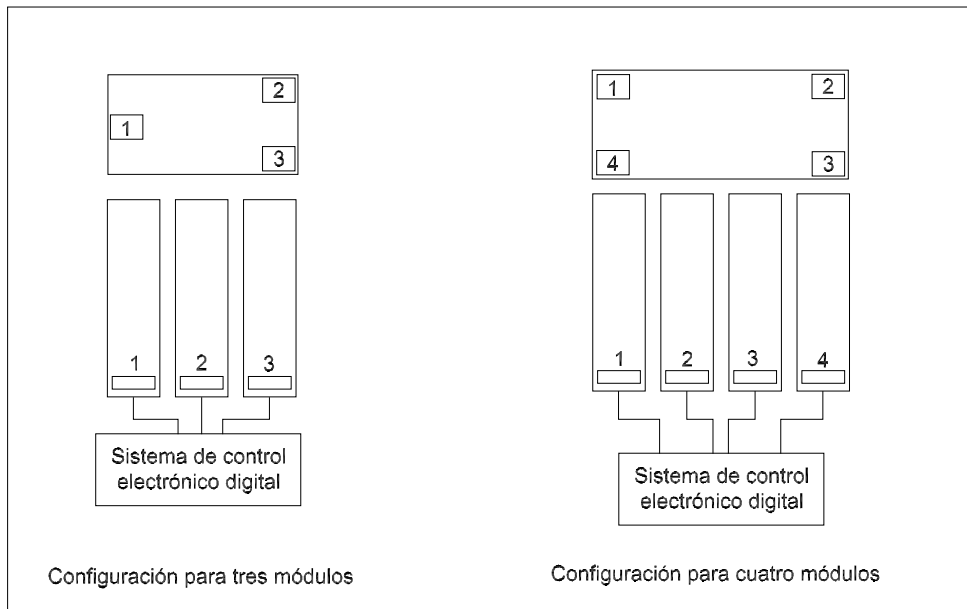 2
1
3
1 2 3
Sistema de control
electrónico digital
Configuración para tres módulos
1 2
4 3
1 2 3 4
Sistema de control
electrónico digital
Configuración para cuatro módulos